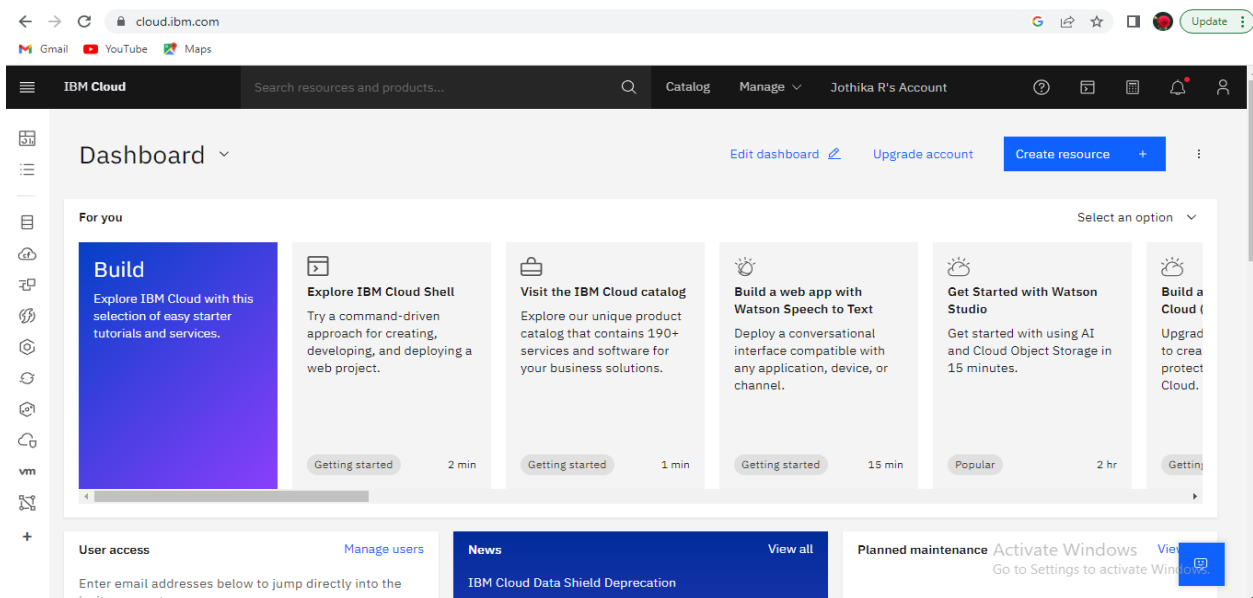 cloud.ibm.com
G
Update
Gmail YouTube Maps
IBM Cloud
Search resources and products...
Catalog Manage Jothika R's Account
Dashboard
Edit dashboard Upgrade account Create resource +
For you
Select an option
Build
Explore IBM Cloud with this
selection of easy starter
tutorials and services.
Explore IBM Cloud Shell
Try a command-driven
approach for creating,
developing, and deploying a
web project.
Getting started 2 min
Visit the IBM Cloud catalog
Explore our unique product
catalog that contains 190+
services and software for
your business solutions.
Getting started 1 min
Build a web app with
Watson Speech to Text
Deploy a conversational
interface compatible with
any application, device, or
channel.
Getting started 15 min
Get Started with Watson
Studio
Get started with using AI
and Cloud Object Storage in
15 minutes.
Popular 2 hr
Build a
Cloud (
Upgrad
to crea
protect
Cloud.
Getting
vm
User access Manage users
Enter email addresses below to jump directly into the
News View all
IBM Cloud Data Shield Deprecation
Planned maintenance
Activate Windows
Go to Settings to activate Windows.